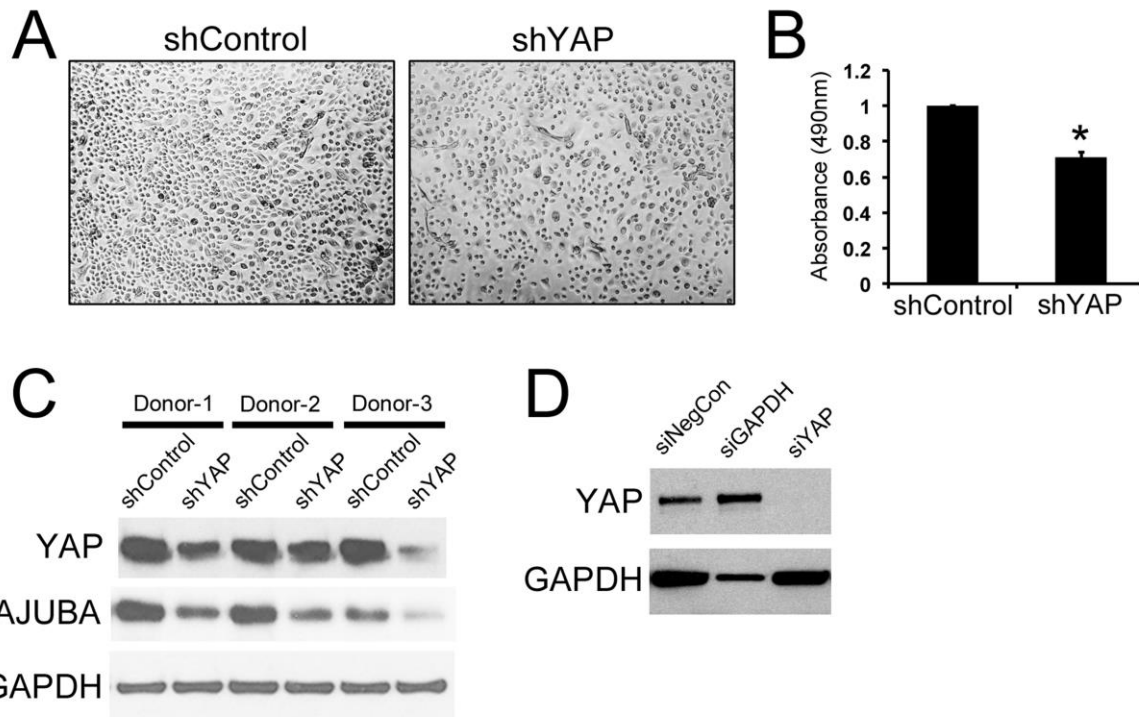 A
shControl
shYAP
B
Absorbance (490nm)
1.2
1
0.8
0.6
0.4
0.2
0
*
shControl
shYAP
C
Donor-1
Donor-2
Donor-3
shControl
shYAP
shControl
shYAP
shControl
shYAP
YAP
AJUBA
GAPDH
D
siNegCon
siGAPDH
siYAP
YAP
GAPDH